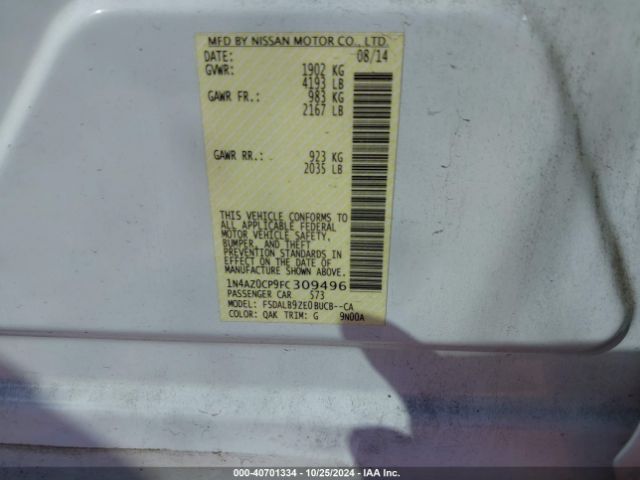 MFD BY NISSAN MOTOR CO., LTD.
DATE: 08/14
GVWR: 1902 KG
4193 LB
GAWR FR.: 983 KG
2167 LB
GAWR RR.: 923 KG
2035 LB
THIS VEHICLE CONFORMS TO
ALL APPLICABLE FEDERAL
MOTOR VEHICLE SAFETY,
BUMPER, AND THEFT
PREVENTION STANDARDS IN
EFFECT ON THE DATE OF
MANUFACTURE SHOWN ABOVE.
1N4AZ0CP9FC309496
PASSENGER CAR S73
MODEL: FSDALB9ZE0BUCB--CA
COLOR: QAK TRIM: G 9N00A
000-40701334 | 10/25/2024 | IAA Inc.